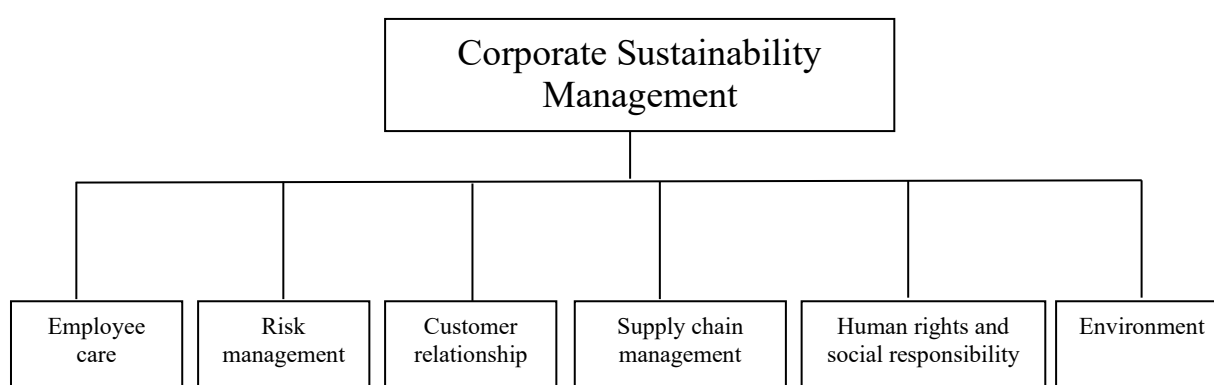 Corporate Sustainability
Management
Employee
care
Risk
management
Customer
relationship
Supply chain
management
Human rights and
social responsibility
Environment